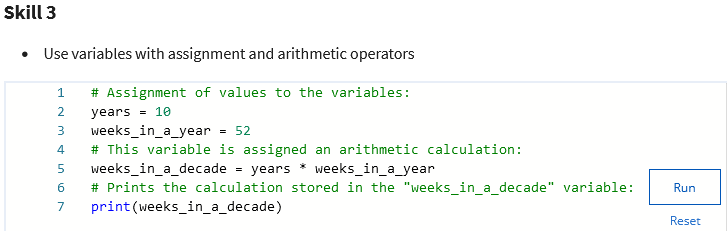 Skill 3
• Use variables with assignment and arithmetic operators
1 # Assignment of values to the variables:
2 years = 10
3 weeks_in_a_year = 52
4 # This variable is assigned an arithmetic calculation:
5 weeks_in_a_decade = years * weeks_in_a_year
6 # Prints the calculation stored in the "weeks_in_a_decade" variable:
7 print(weeks_in_a_decade)
Run
Reset